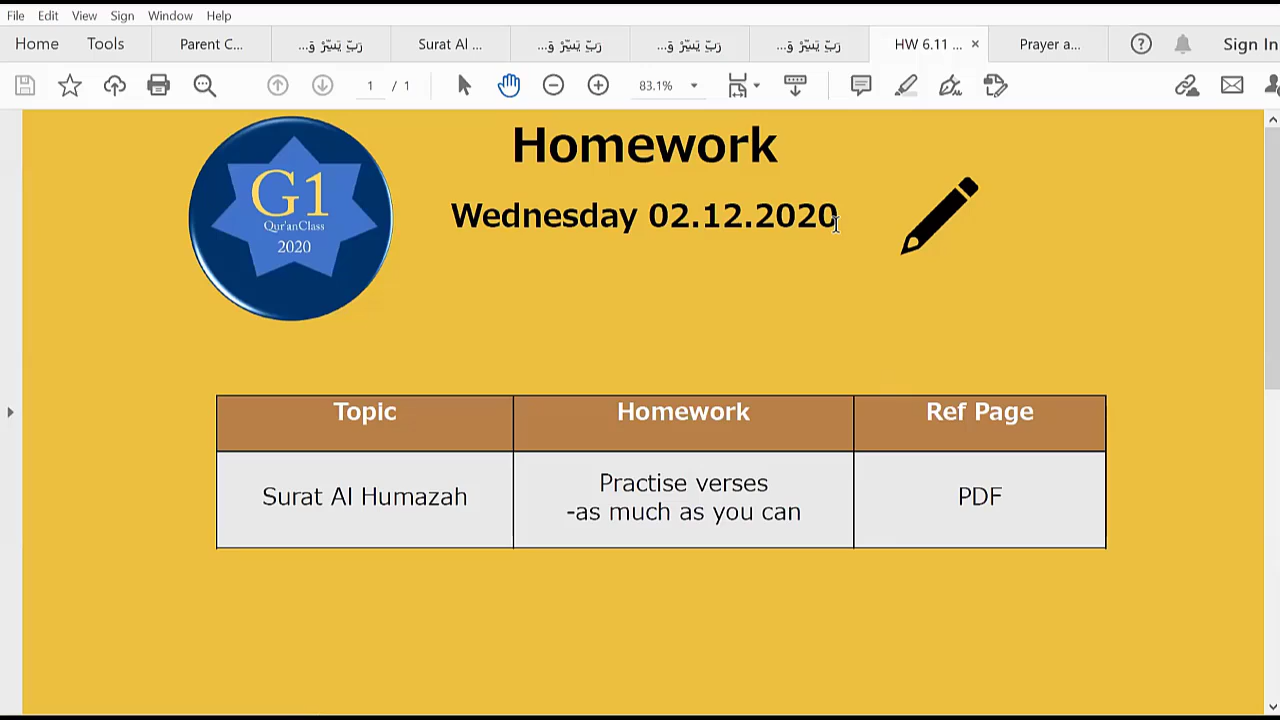 File Edit View Sign Window Help
Home Tools Parent C... رَبِّ يَسِّرْ وَ... Surat Al ... رَبِّ يَسِّرْ وَ... رَبِّ يَسِّرْ وَ... رَبِّ يَسِّرْ وَ... HW 6.11 ... × Prayer a... Sign In
1 / 1 83.1%
Homework
Wednesday 02.12.2020
G1
Qur'anClass
2020
Topic Homework Ref Page
Surat Al Humazah Practise verses PDF
-as much as you can